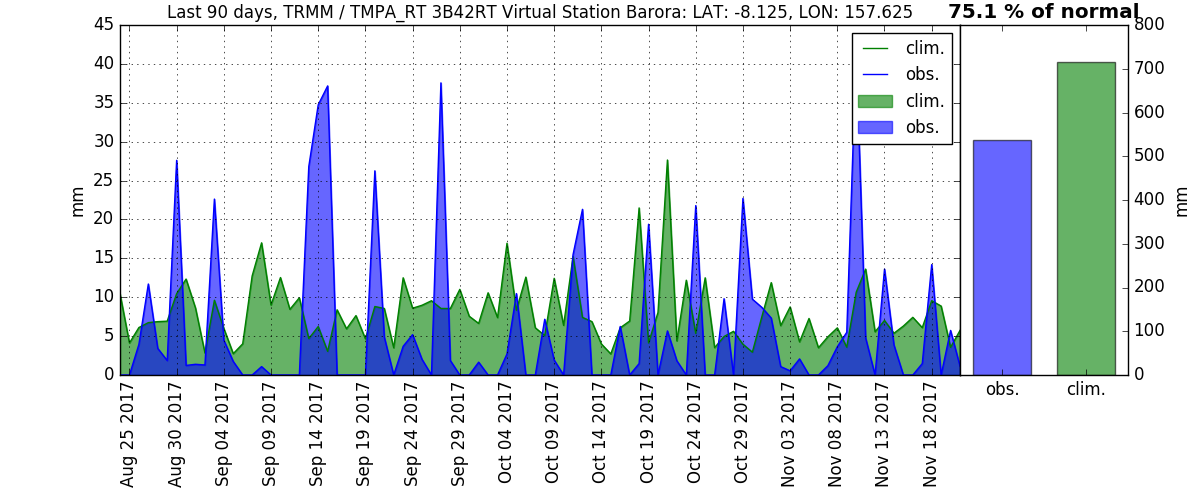 Last 90 days, TRMM / TMPA_RT 3B42RT Virtual Station Barora: LAT: -8.125, LON: 157.625
75.1 % of normal
45
40
35
30
25
20
15
10
5
0
mm
clim.
obs.
clim.
obs.
800
700
600
500
400
300
200
100
0
mm
obs.
clim.
Aug 25 2017
Aug 30 2017
Sep 04 2017
Sep 09 2017
Sep 14 2017
Sep 19 2017
Sep 24 2017
Sep 29 2017
Oct 04 2017
Oct 09 2017
Oct 14 2017
Oct 19 2017
Oct 24 2017
Oct 29 2017
Nov 03 2017
Nov 08 2017
Nov 13 2017
Nov 18 2017